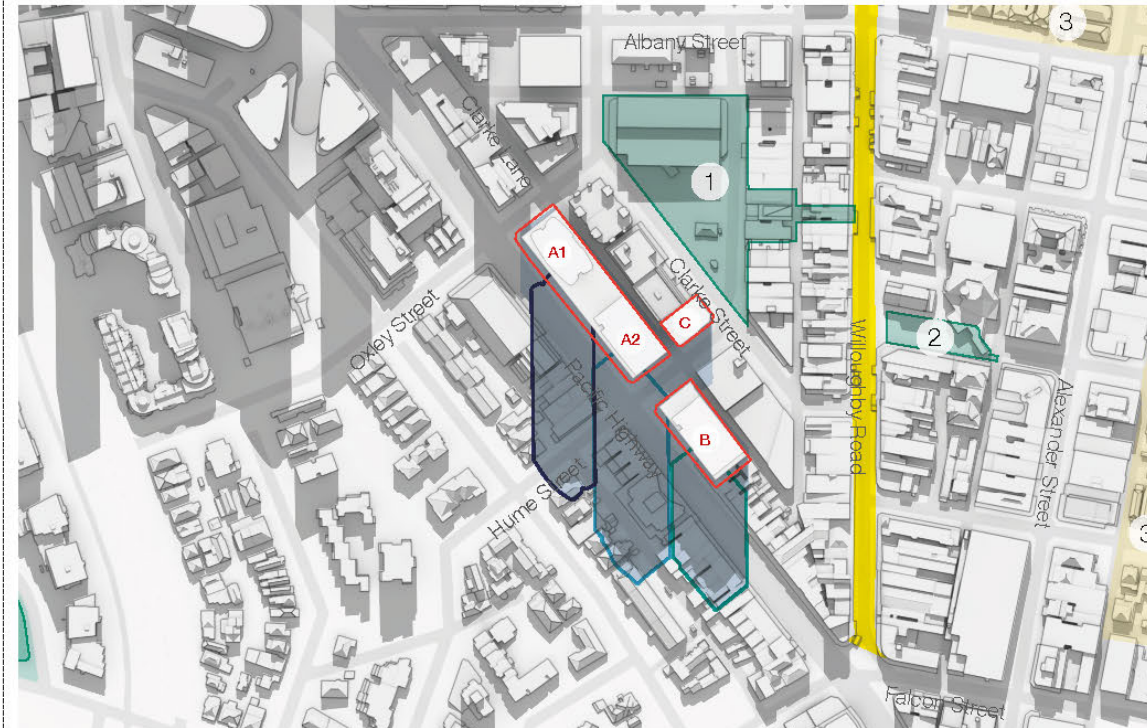 3
Albany Street
Clarke Lane
1
A1
Clarke Street
C
Oxley Street
A2
2
Pacific Highway
Willoughby Road
Alexander Street
B
Hume Street
3
Falcon Street